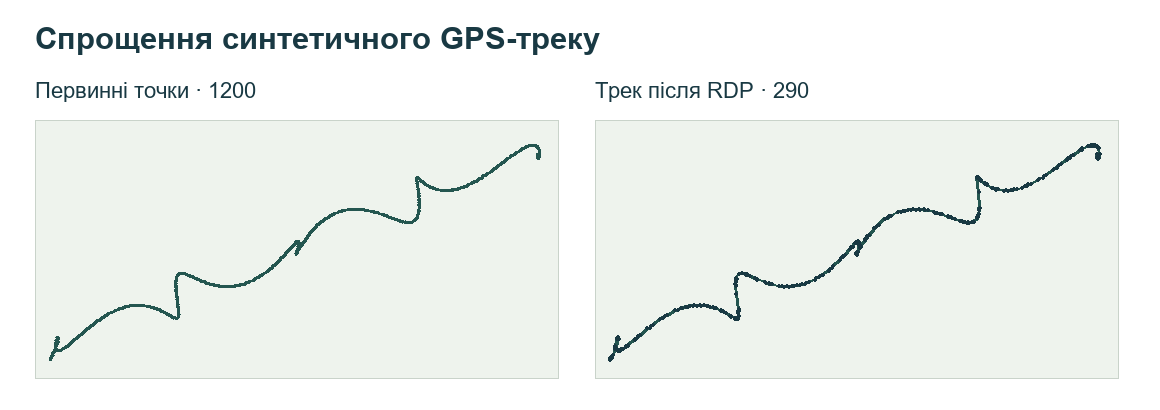 Спрощення синтетичного GPS-треку
Первинні точки · 1200
Трек після RDP · 290